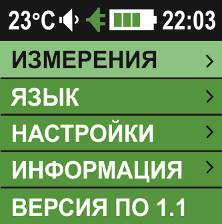 23°C 22:03
ИЗМЕРЕНИЯ
ЯЗЫК
НАСТРОЙКИ
ИНФОРМАЦИЯ
ВЕРСИЯ ПО 1.1